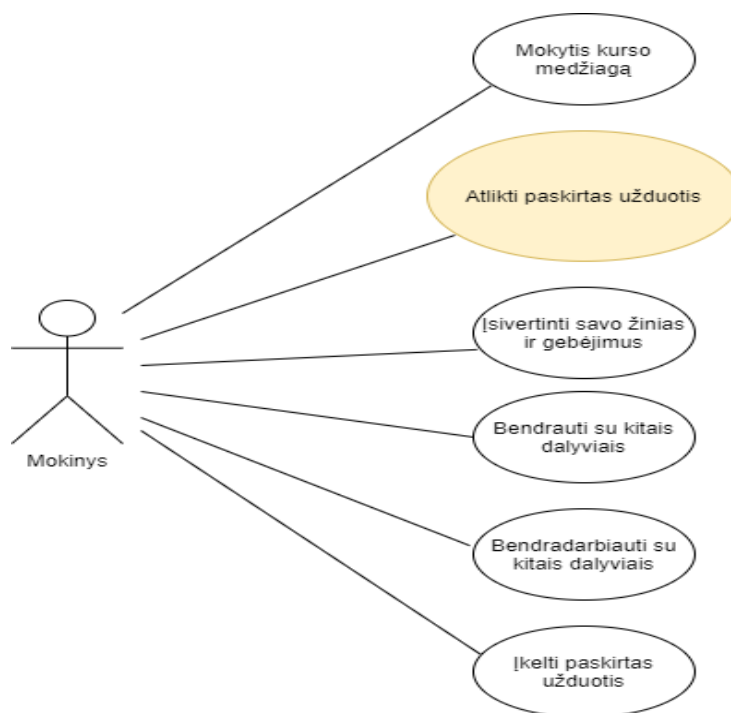 Mokytis kurso
medžiagą
Atlikti paskirtas užduotis
Įsivertinti savo žinias
ir gebėjimus
Bendrauti su kitais
dalyviais
Mokinys
Bendradarbiauti su
kitais dalyviais
Įkelti paskirtas
užduotis